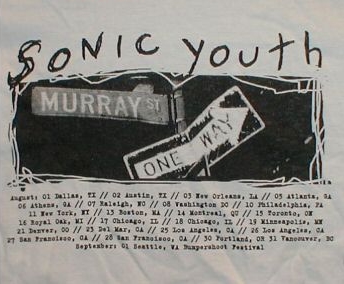 SONIC YOUTH
MURRAY ST
ONE WAY
August: 01 Dallas, TX // 02 Austin, TX // 03 New Orleans, LA // 05 Atlanta, GA
06 Athens, GA // 07 Raleigh, NC // 08 Washington DC // 10 Philadelphia, PA
11 New York, NY // 13 Boston, MA // 14 Montreal, QU // 15 Toronto, ON
16 Royal Oak, MI // 17 Chicago, IL // 18 Chicago, IL // 19 Minneapolis, MN
21 Denver, CO // 23 Del Mar, CA // 25 Los Angeles, CA // 26 Los Angeles, CA
27 San Francisco, CA // 28 San Francisco, CA // 30 Portland, OR 31 Vancouver, BC
September: 01 Seattle, WA Bumpershoot Festival